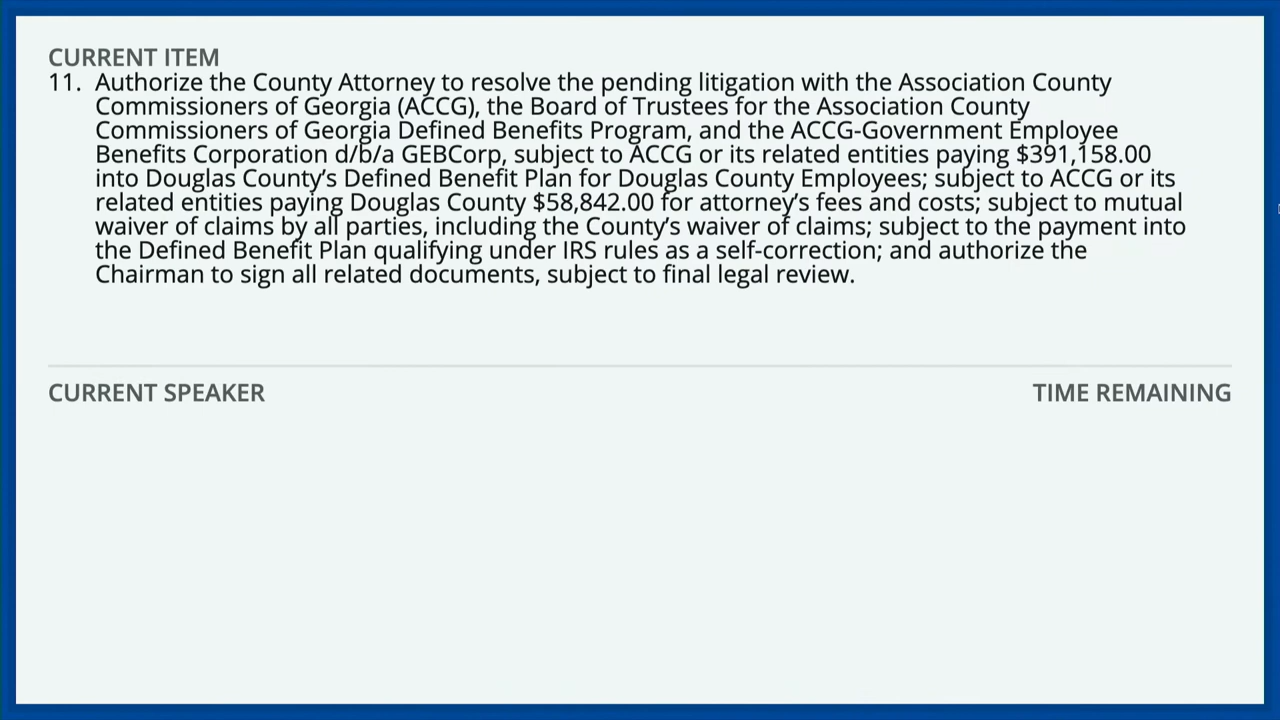 CURRENT ITEM
11. Authorize the County Attorney to resolve the pending litigation with the Association County
Commissioners of Georgia (ACCG), the Board of Trustees for the Association County
Commissioners of Georgia Defined Benefits Program, and the ACCG-Government Employee
Benefits Corporation d/b/a GEBCorp, subject to ACCG or its related entities paying $391,158.00
into Douglas County’s Defined Benefit Plan for Douglas County Employees; subject to ACCG or its
related entities paying Douglas County $58,842.00 for attorney’s fees and costs; subject to mutual
waiver of claims by all parties, including the County’s waiver of claims; subject to the payment into
the Defined Benefit Plan qualifying under IRS rules as a self-correction; and authorize the
Chairman to sign all related documents, subject to final legal review.
CURRENT SPEAKER
TIME REMAINING